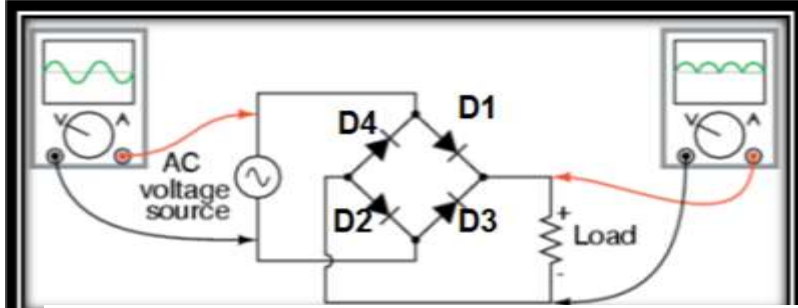 V A
V A
D1
D4
AC
voltage
source
D2
D3
+
Load
-